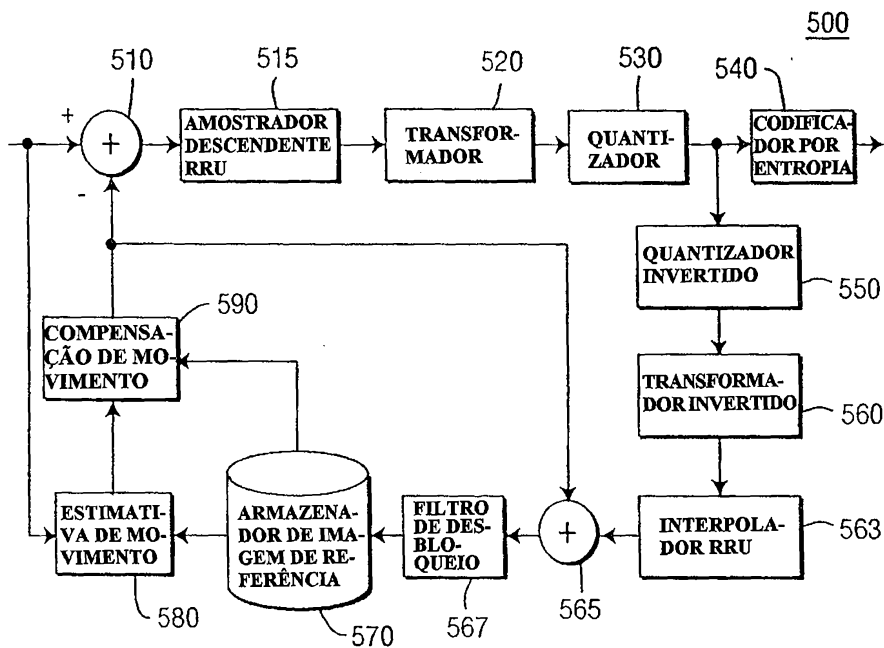 500
510
515
520
530
540
+
-
+
AMOSTRADOR
DESCENDENTE
RRU
TRANSFOR-
MADOR
QUANTI-
ZADOR
CODIFICA-
DOR POR
ENTROPIA
QUANTIZADOR
INVERTIDO
550
590
COMPENSA-
ÇÃO DE MO-
VIMENTO
TRANSFORMA-
DOR INVERTIDO
560
ESTIMATI-
VA DE MO-
VIMENTO
580
ARMAZENA-
DOR DE IMA-
GEM DE RE-
FERÊNCIA
570
FILTRO
DE DES-
BLO-
QUEIO
567
+
565
INTERPOLA-
DOR RRU
563